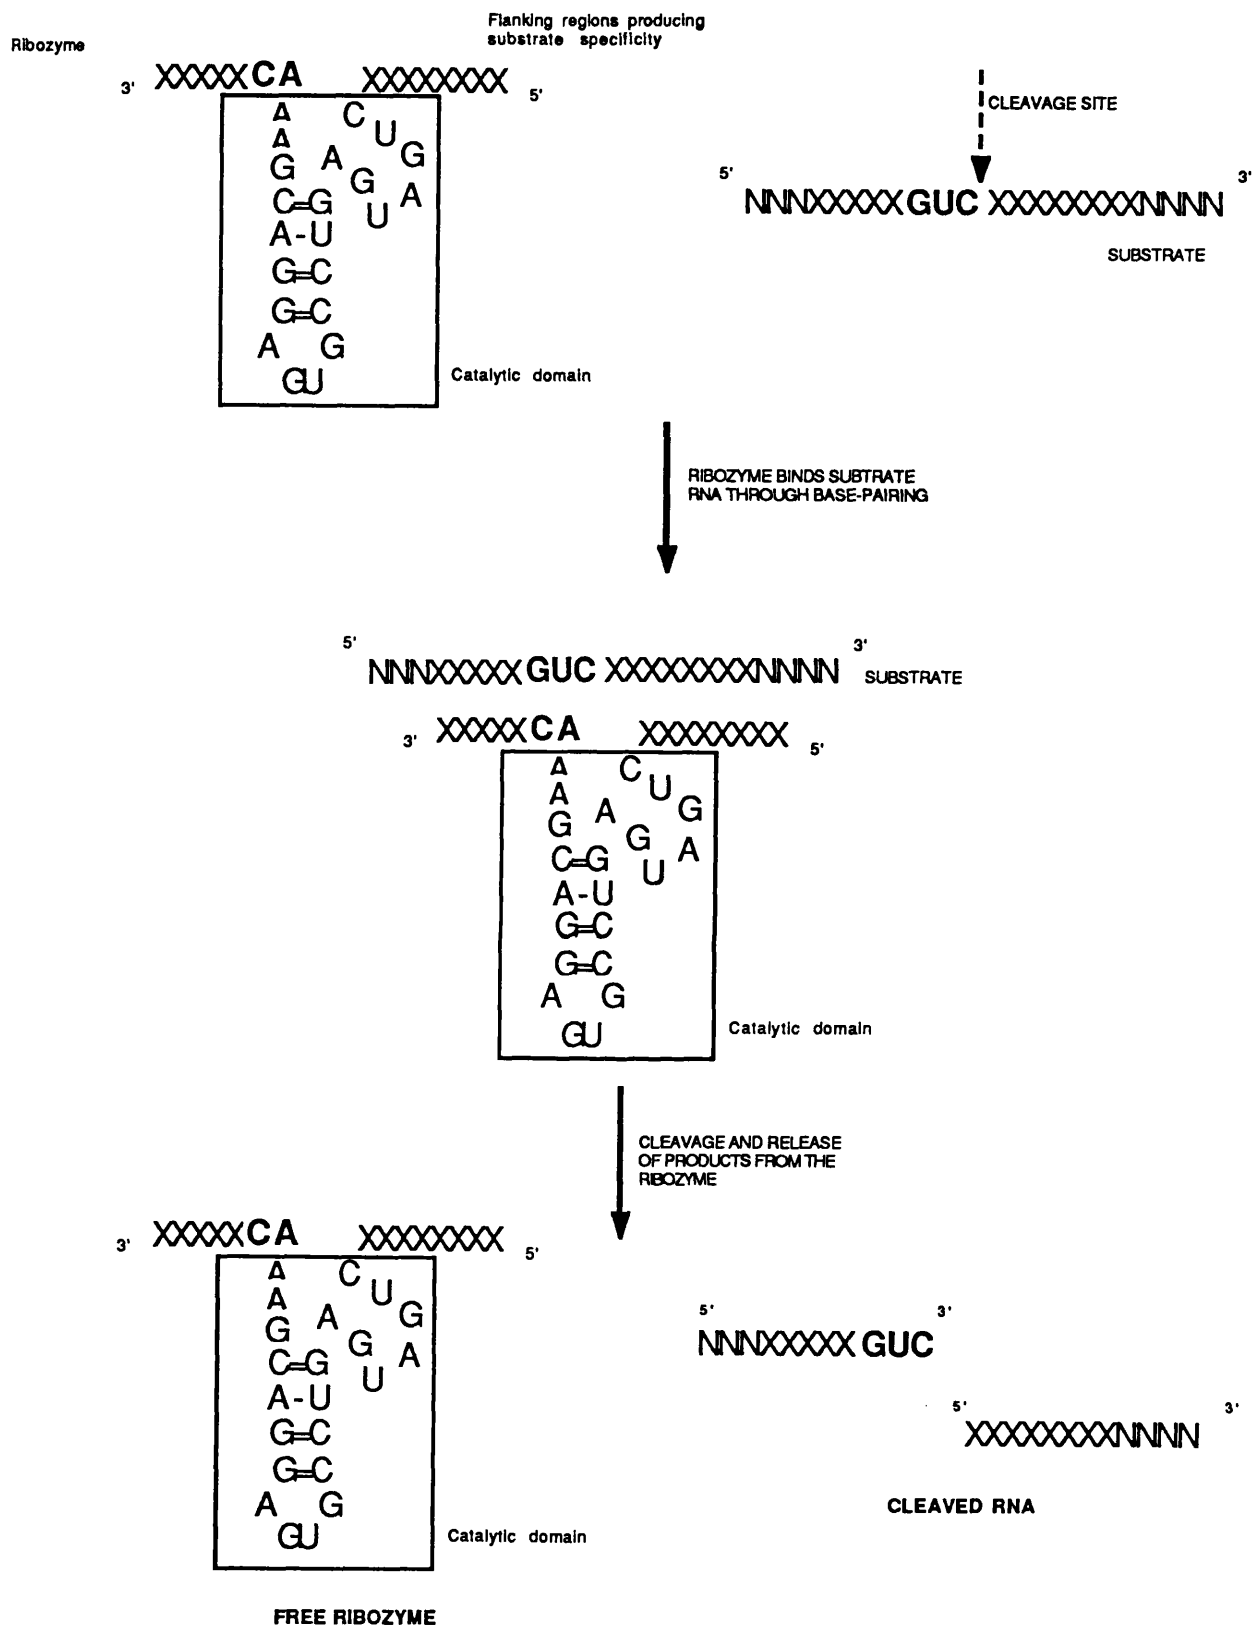 Ribozyme
Flanking regions producing
substrate specificity
3' XXXXXCA XXXXXXXX 5'
A C U
A A G
G G A
C=G U
A-U
G=C
G=C
A G
GU
Catalytic domain
CLEAVAGE SITE
5' 3'
NNNXXXXXGUC XXXXXXXXNNNN
SUBSTRATE
RIBOZYME BINDS SUBTRATE
RNA THROUGH BASE-PAIRING
5' 3'
NNNXXXXXGUC XXXXXXXXNNNN SUBSTRATE
3' XXXXXCA XXXXXXXX 5'
A C U
A A G
G G A
C=G U
A-U
G=C
G=C
A G
GU
Catalytic domain
CLEAVAGE AND RELEASE
OF PRODUCTS FROM THE
RIBOZYME
3' XXXXXCA XXXXXXXX 5'
A C U
A A G
G G A
C=G U
A-U
G=C
G=C
A G
GU
Catalytic domain
FREE RIBOZYME
5' 3'
NNNXXXXXGUC
5' 3'
XXXXXXXXNNNN
CLEAVED RNA